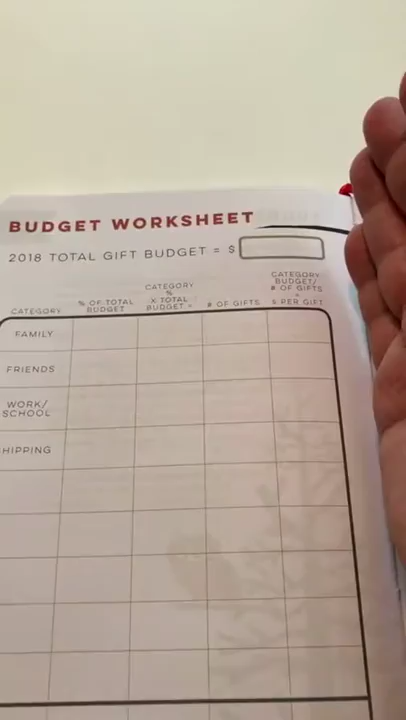 BUDGET WORKSHEET
2018 TOTAL GIFT BUDGET = $
CATEGORY
% OF TOTAL
BUDGET
CATEGORY
%
X TOTAL
BUDGET =
# OF GIFTS
CATEGORY
BUDGET/
# OF GIFTS
=
$ PER GIFT
FAMILY
FRIENDS
WORK/
SCHOOL
HIPPING